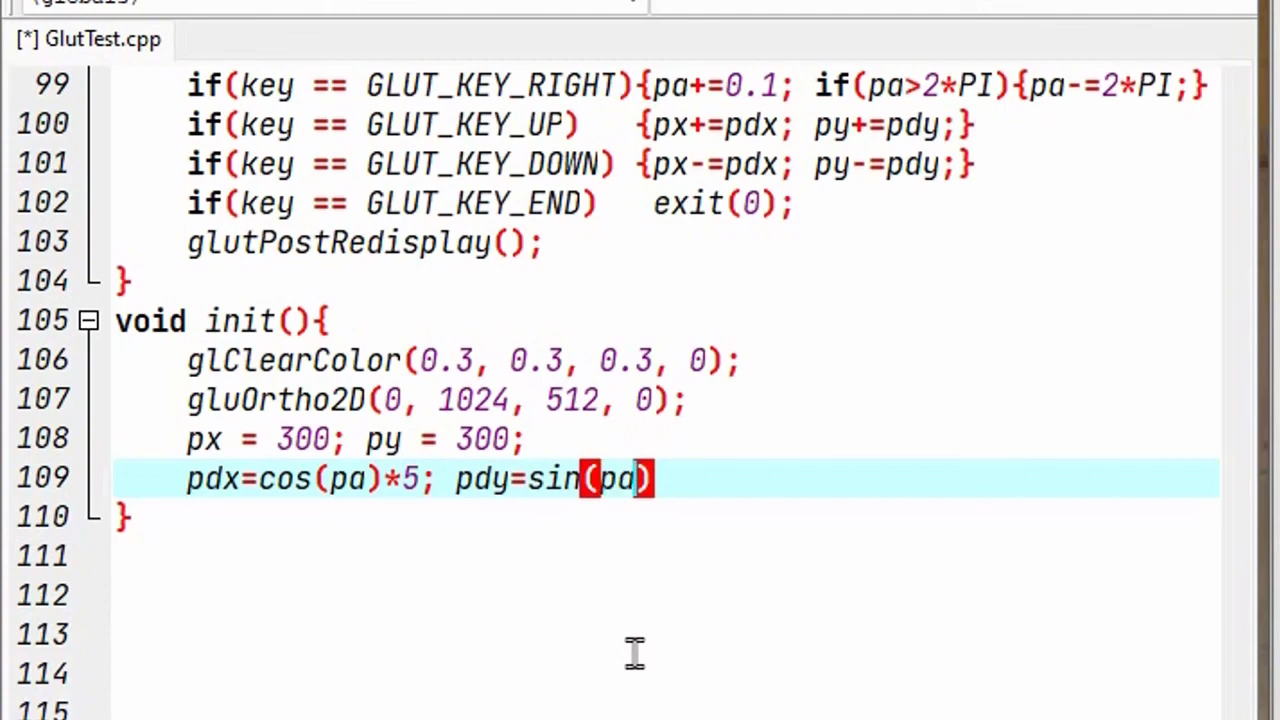 (globals)
[*] GlutTest.cpp
99 if(key == GLUT_KEY_RIGHT){pa+=0.1; if(pa>2*PI){pa-=2*PI;}
100 if(key == GLUT_KEY_UP) {px+=pdx; py+=pdy;}
101 if(key == GLUT_KEY_DOWN) {px-=pdx; py-=pdy;}
102 if(key == GLUT_KEY_END) exit(0);
103 glutPostRedisplay();
104 }
105 void init(){
106 glClearColor(0.3, 0.3, 0.3, 0);
107 gluOrtho2D(0, 1024, 512, 0);
108 px = 300; py = 300;
109 pdx=cos(pa)*5; pdy=sin(pa)
110 }
111
112
113
114
115